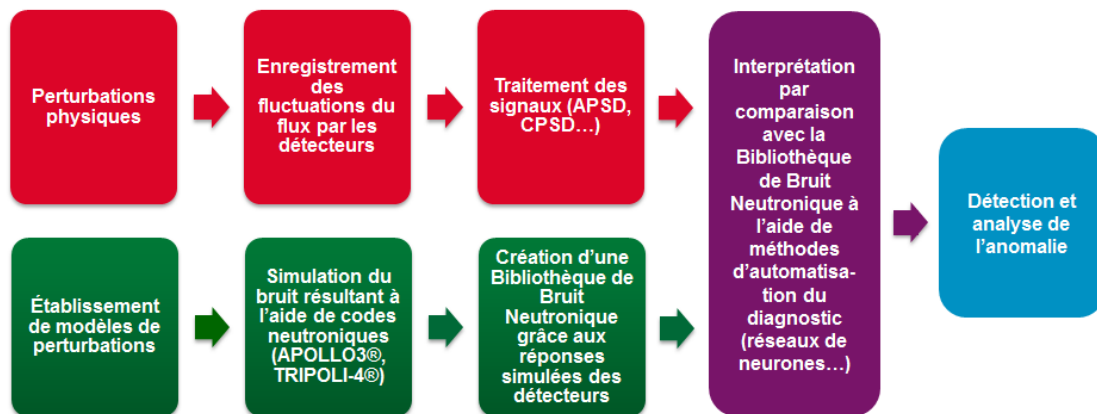 Perturbations
physiques
Enregistrement
des
fluctuations du
flux par les
détecteurs
Traitement des
signaux (APSD,
CPSD…)
Interprétation
par
comparaison
avec la
Bibliothèque
de Bruit
Neutronique à
l’aide de
méthodes
d’automatisa-
tion du
diagnostic
(réseaux de
neurones…)
Détection et
analyse de
l’anomalie
Établissement
de modèles de
perturbations
Simulation du
bruit résultant à
l’aide de codes
neutroniques
(APOLLO3®,
TRIPOLI-4®)
Création d’une
Bibliothèque de
Bruit
Neutronique
grâce aux
réponses
simulées des
détecteurs